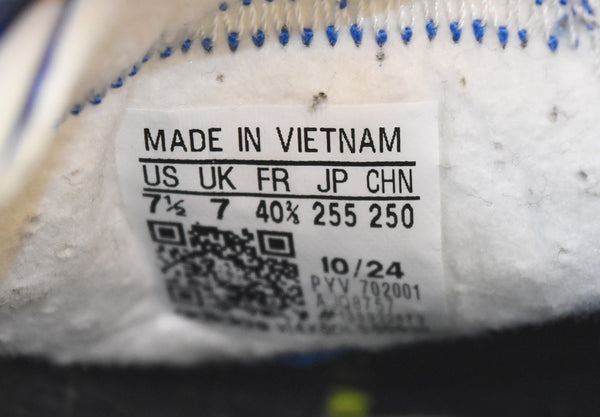 MADE IN VIETNAM
US UK FR JP CHN
7½ 7 40⅔ 255 250
10/24
PYV 702001